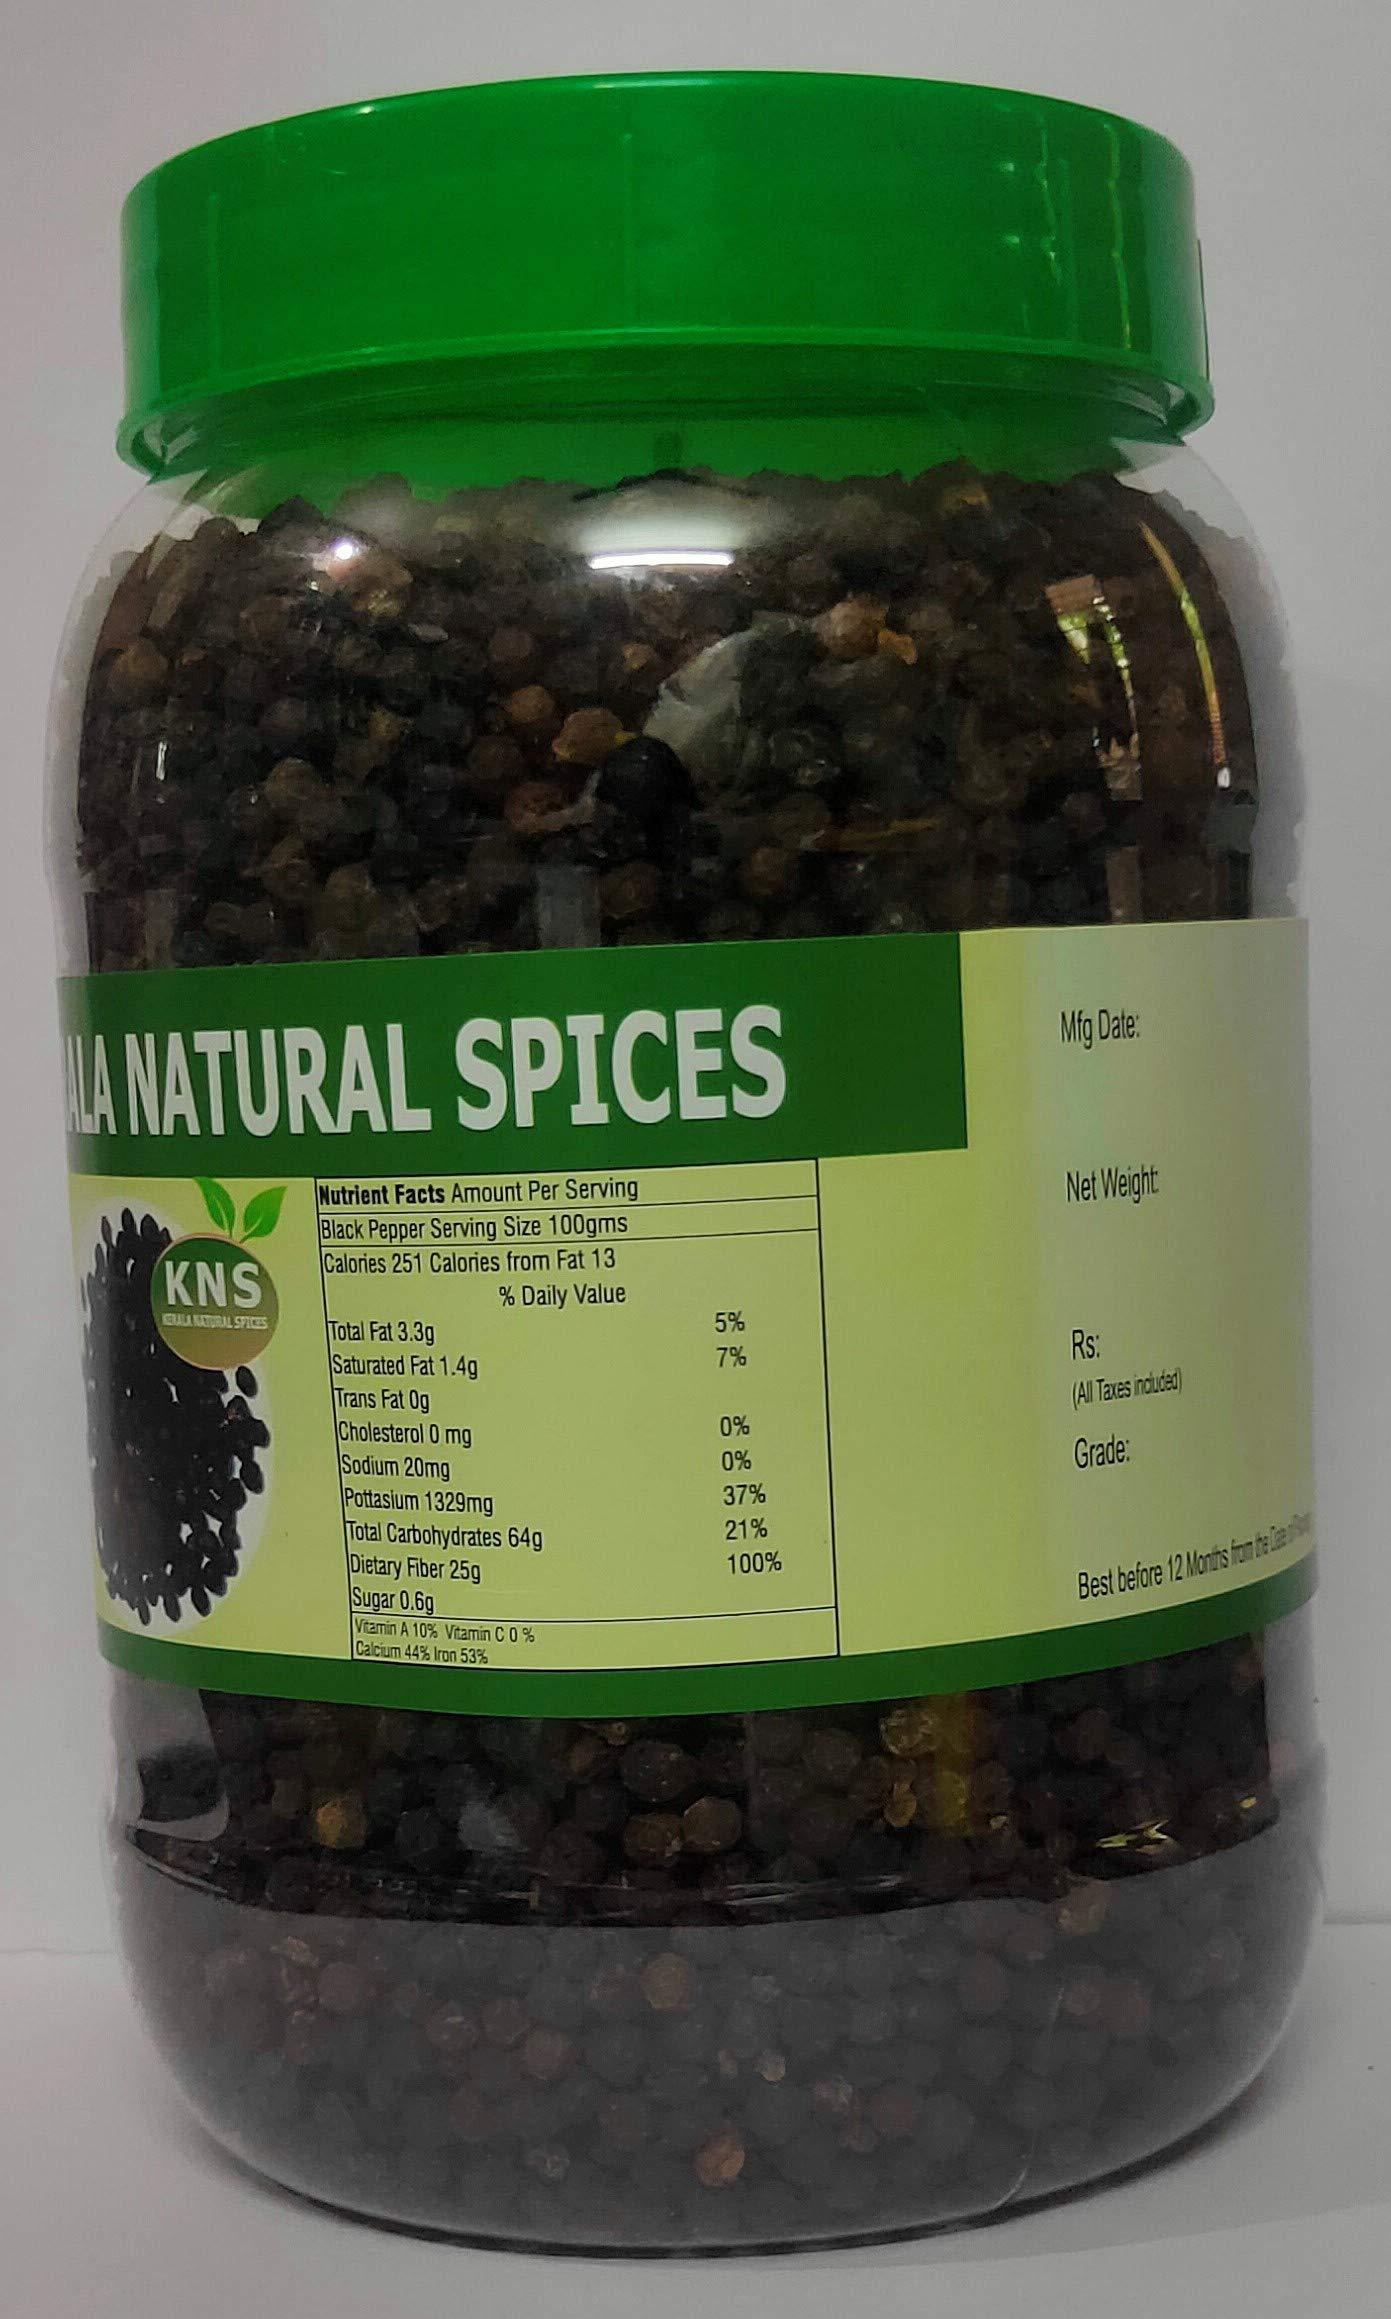 ALA NATURAL SPICES
KNS
KERALA NATURAL SPICES
Nutrient Facts Amount Per Serving
Black Pepper Serving Size 100gms
Calories 251 Calories from Fat 13
% Daily Value
Total Fat 3.3g 5%
Saturated Fat 1.4g 7%
Trans Fat 0g
Cholesterol 0 mg 0%
Sodium 20mg 0%
Pottasium 1329mg 37%
Total Carbohydrates 64g 21%
Dietary Fiber 25g 100%
Sugar 0.6g
Vitamin A 10% Vitamin C 0 %
Calcium 44% Iron 53%
Mfg Date:
Net Weight:
Rs:
(All Taxes included)
Grade:
Best before 12 Months from the Date of